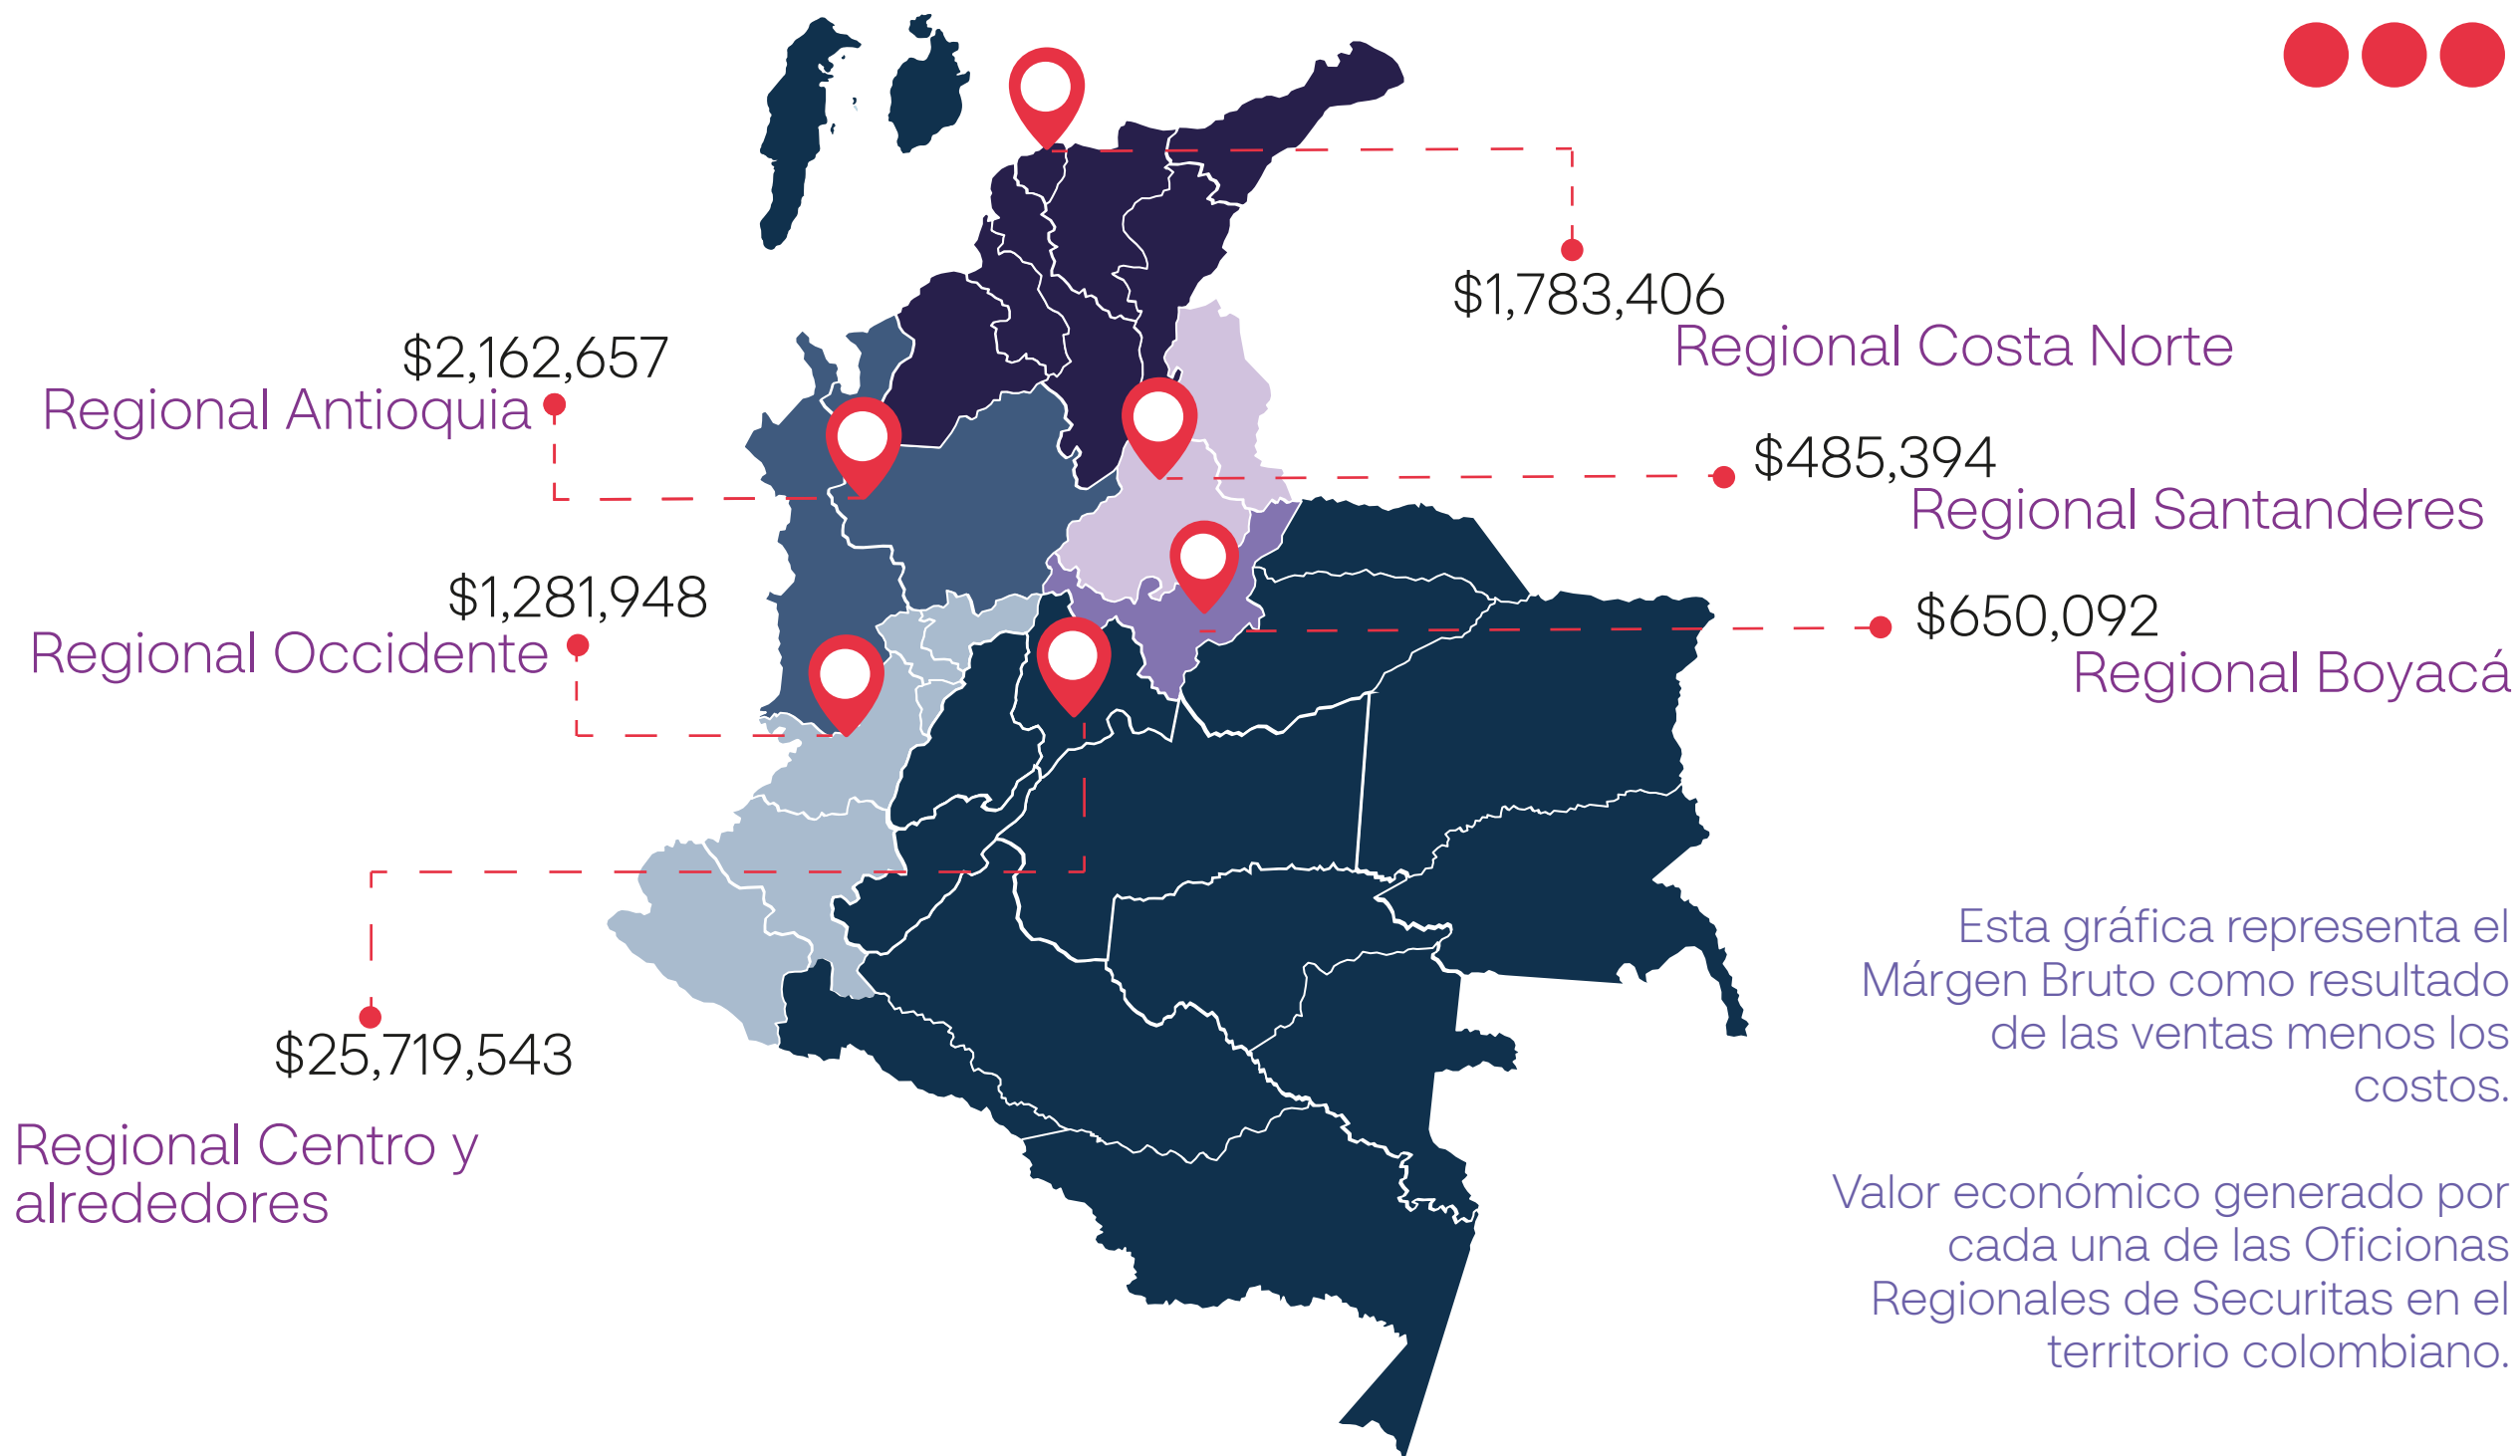 $1,783,406
Regional Costa Norte
$2,162,657
Regional Antioquia
$485,394
Regional Santanderes
$1,281,948
Regional Occidente
$650,092
Regional Boyacá
$25,719,543
Regional Centro y
alrededores
Esta gráfica representa el
Márgen Bruto como resultado
de las ventas menos los
costos.
Valor económico generado por
cada una de las Oficionas
Regionales de Securitas en el
territorio colombiano.